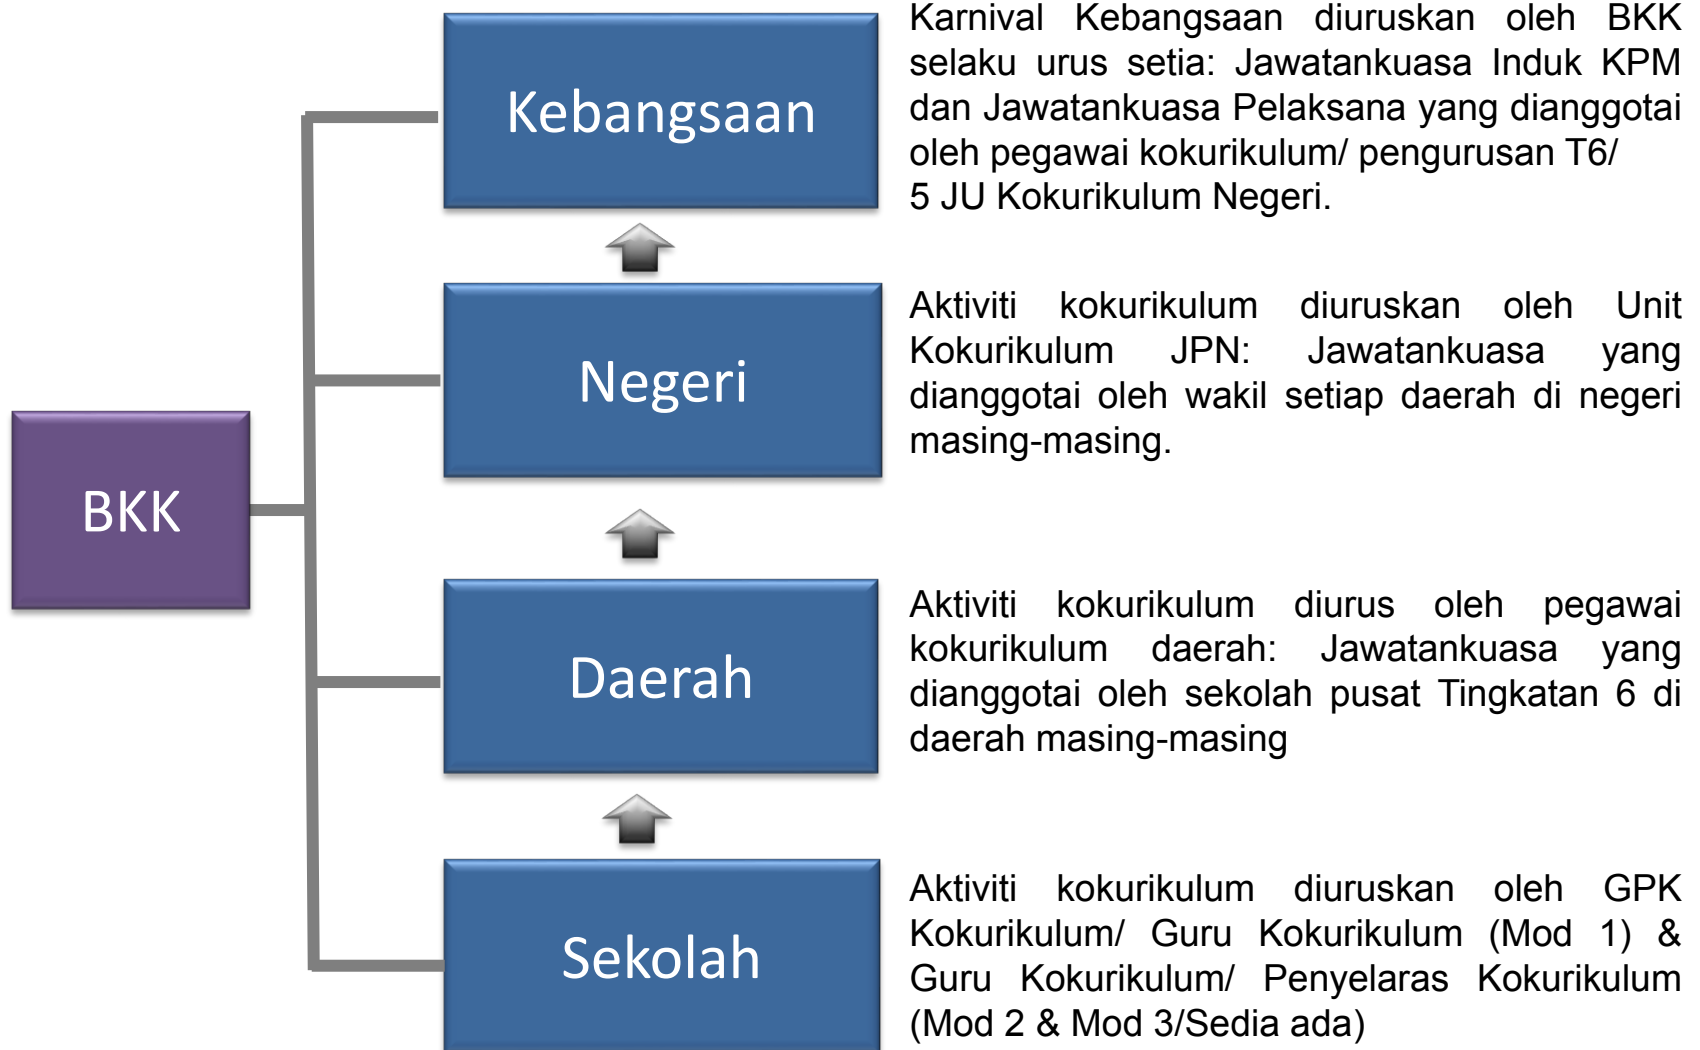 Karnival Kebangsaan diuruskan oleh BKK
selaku urus setia: Jawatankuasa Induk KPM
dan Jawatankuasa Pelaksana yang dianggotai
oleh pegawai kokurikulum/ pengurusan T6/
5 JU Kokurikulum Negeri.
Kebangsaan
Aktiviti kokurikulum diuruskan oleh Unit
Kokurikulum JPN: Jawatankuasa yang
dianggotai oleh wakil setiap daerah di negeri
masing-masing.
Negeri
BKK
Aktiviti kokurikulum diurus oleh pegawai
kokurikulum daerah: Jawatankuasa yang
dianggotai oleh sekolah pusat Tingkatan 6 di
daerah masing-masing
Daerah
Aktiviti kokurikulum diuruskan oleh GPK
Kokurikulum/ Guru Kokurikulum (Mod 1) &
Guru Kokurikulum/ Penyelaras Kokurikulum
(Mod 2 & Mod 3/Sedia ada)
Sekolah